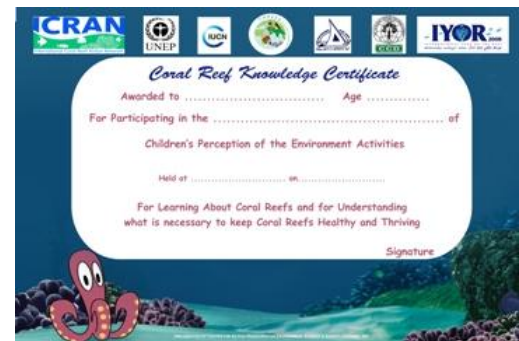 ICRAN
UNEP
IUCN
CCC
IYOR 2008
Coral Reef Knowledge Certificate
Awarded to ................................ Age ..............
For Participating in the .................................................... of
Children's Perception of the Environment Activities
Held at .............................. on...........................
For Learning About Coral Reefs and for Understanding
what is necessary to keep Coral Reefs Healthy and Thriving
Signature